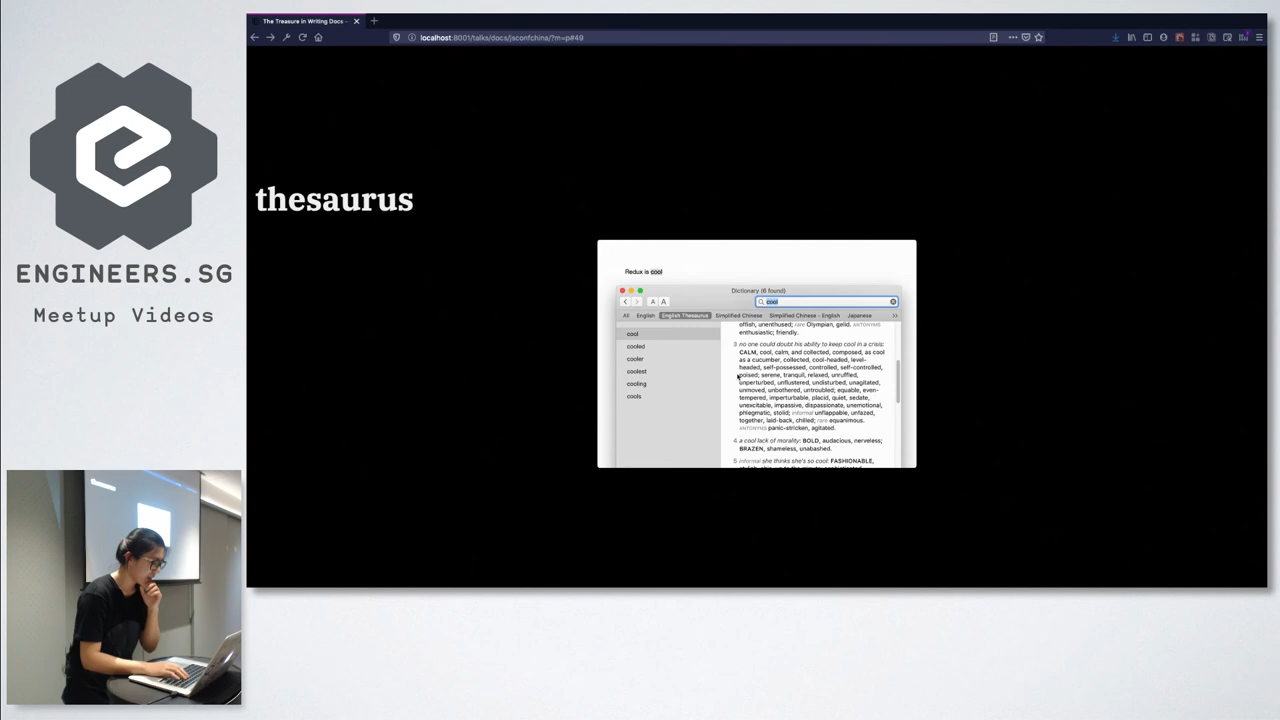 The Treasure in Writing Docs -
localhost:8001/talks/docs/jsconfchina/?m=p#49
ENGINEERS.SG
Meetup Videos
thesaurus
Redux is cool
Dictionary (6 found)
A A
cool
All English English Thesaurus Simplified Chinese Simplified Chinese - English Japanese >>
cool
cooled
cooler
coolest
cooling
cools
offish, unenthused; rare Olympian, gelid. ANTONYMS
enthusiastic; friendly.
3 no one could doubt his ability to keep cool in a crisis:
CALM, cool, calm, and collected, composed, as cool
as a cucumber, collected, cool-headed, level-
headed, self-possessed, controlled, self-controlled,
poised; serene, tranquil, relaxed, unruffled,
unperturbed, unflustered, undisturbed, unagitated,
unmoved, unbothered, untroubled; equable, even-
tempered, imperturbable, placid, quiet, sedate,
unexcitable, impassive, dispassionate, unemotional,
phlegmatic, stolid; informal unflappable, unfazed,
together, laid-back, chilled; rare equanimous.
ANTONYMS panic-stricken, agitated.
4 a cool lack of morality: BOLD, audacious, nerveless;
BRAZEN, shameless, unabashed.
5 informal she thinks she's so cool: FASHIONABLE,